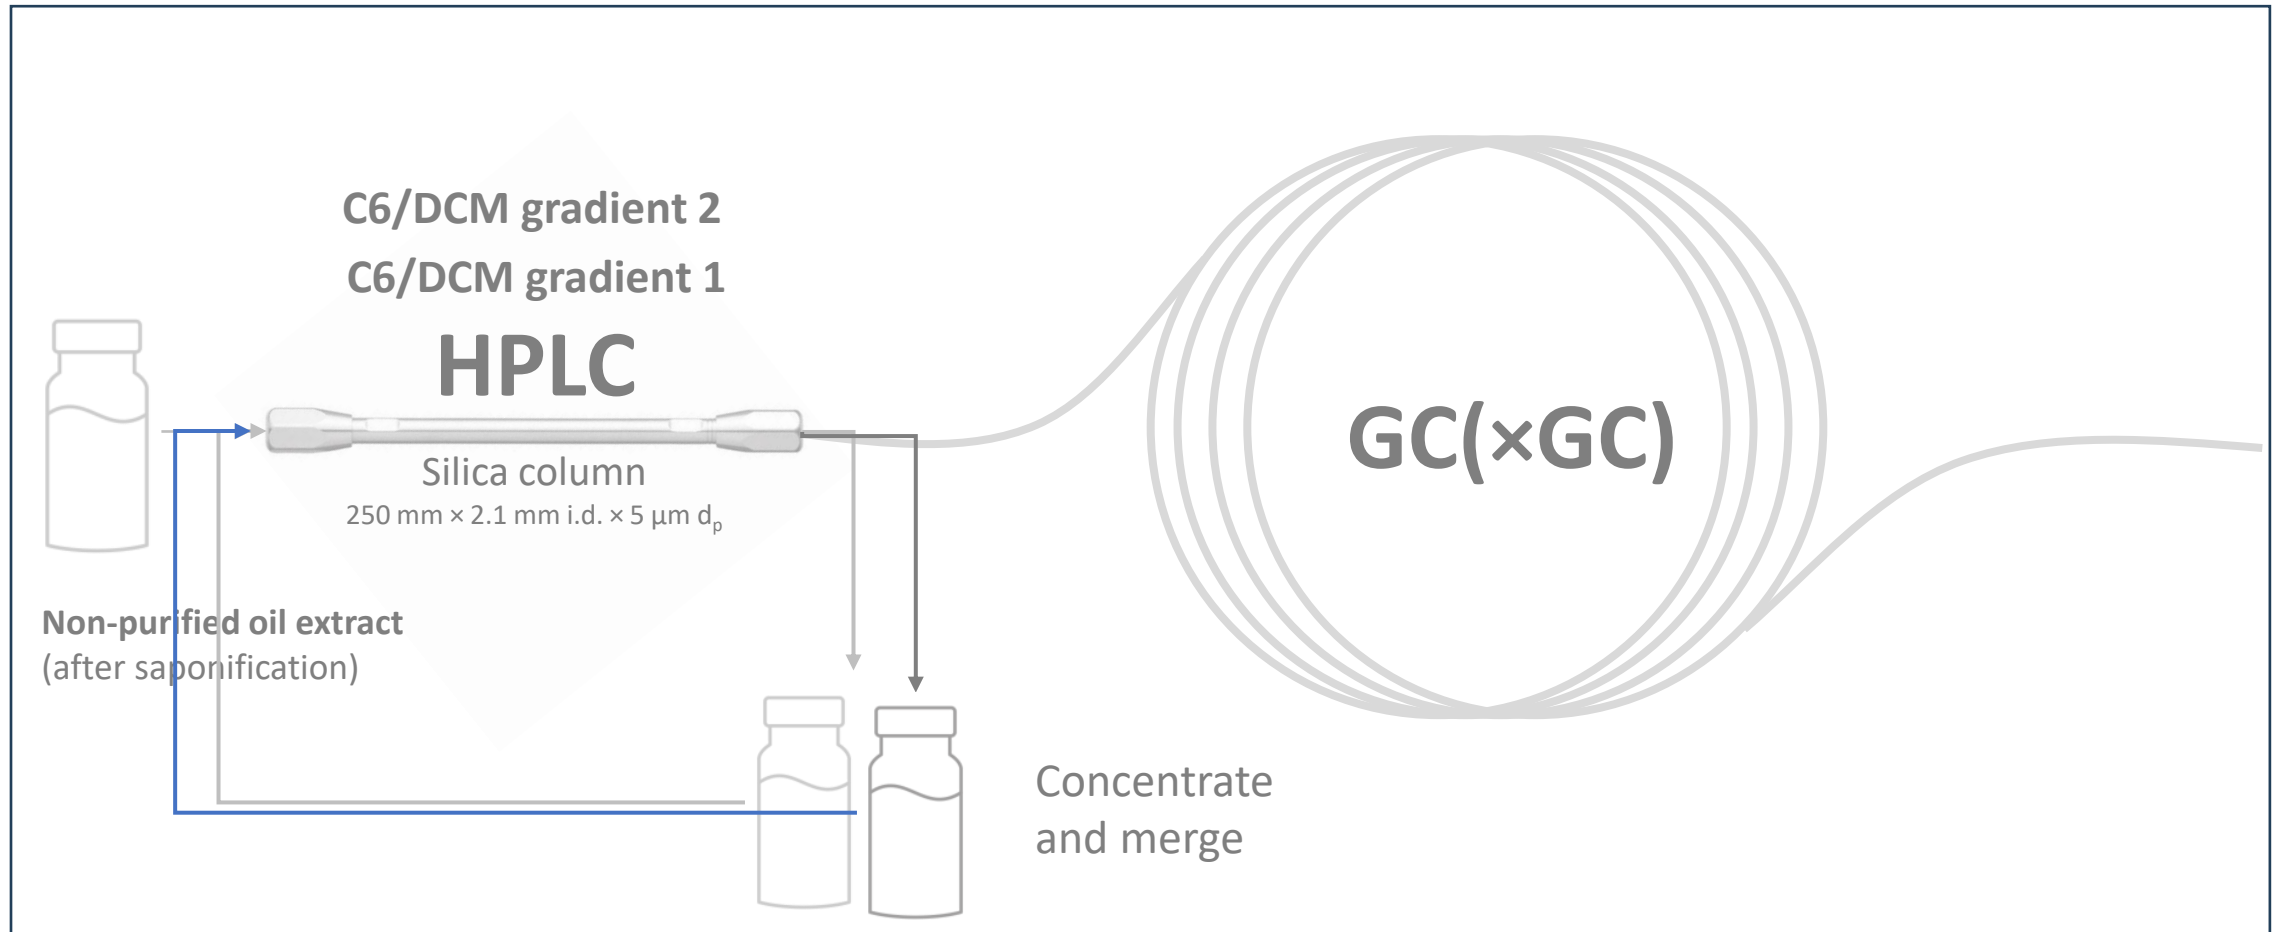 C6/DCM gradient 2
C6/DCM gradient 1
HPLC
Silica column
250 mm × 2.1 mm i.d. × 5 µm dp
GC(×GC)
Non-purified oil extract
(after saponification)
Concentrate
and merge